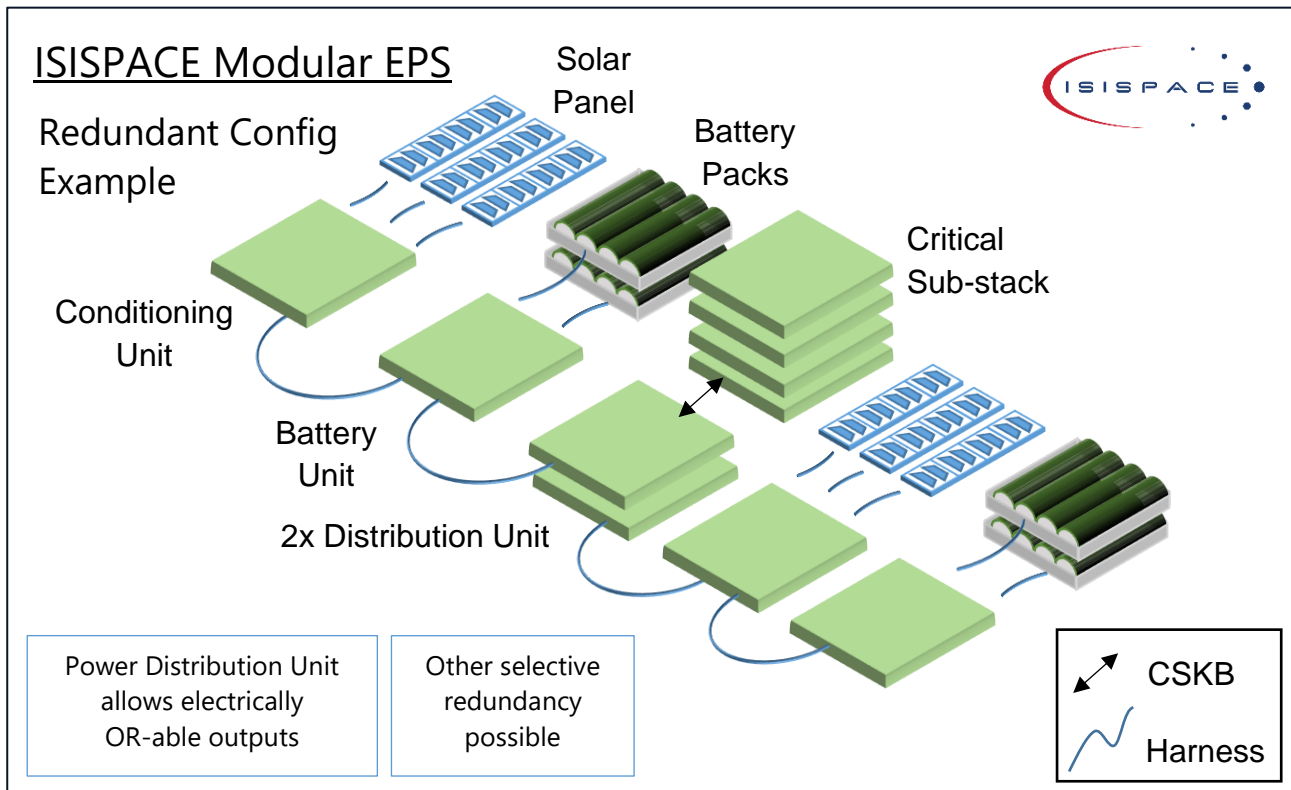 ISISPACE Modular EPS
Redundant Config
Example
Solar
Panel
Battery
Packs
ISISPACE
Critical
Sub-stack
Conditioning
Unit
Battery
Unit
2x Distribution Unit
Power Distribution Unit
allows electrically
OR-able outputs
Other selective
redundancy
possible
CSKB
Harness